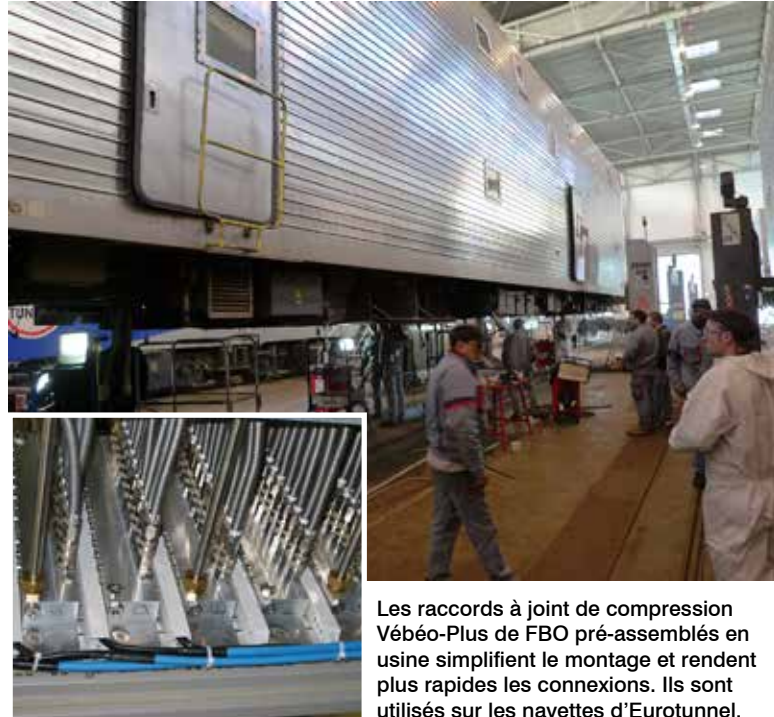 TUN
Les raccords à joint de compression
Vébéo-Plus de FBO pré-assemblés en
usine simplifient le montage et rendent
plus rapides les connexions. Ils sont
utilisés sur les navettes d'Eurotunnel.